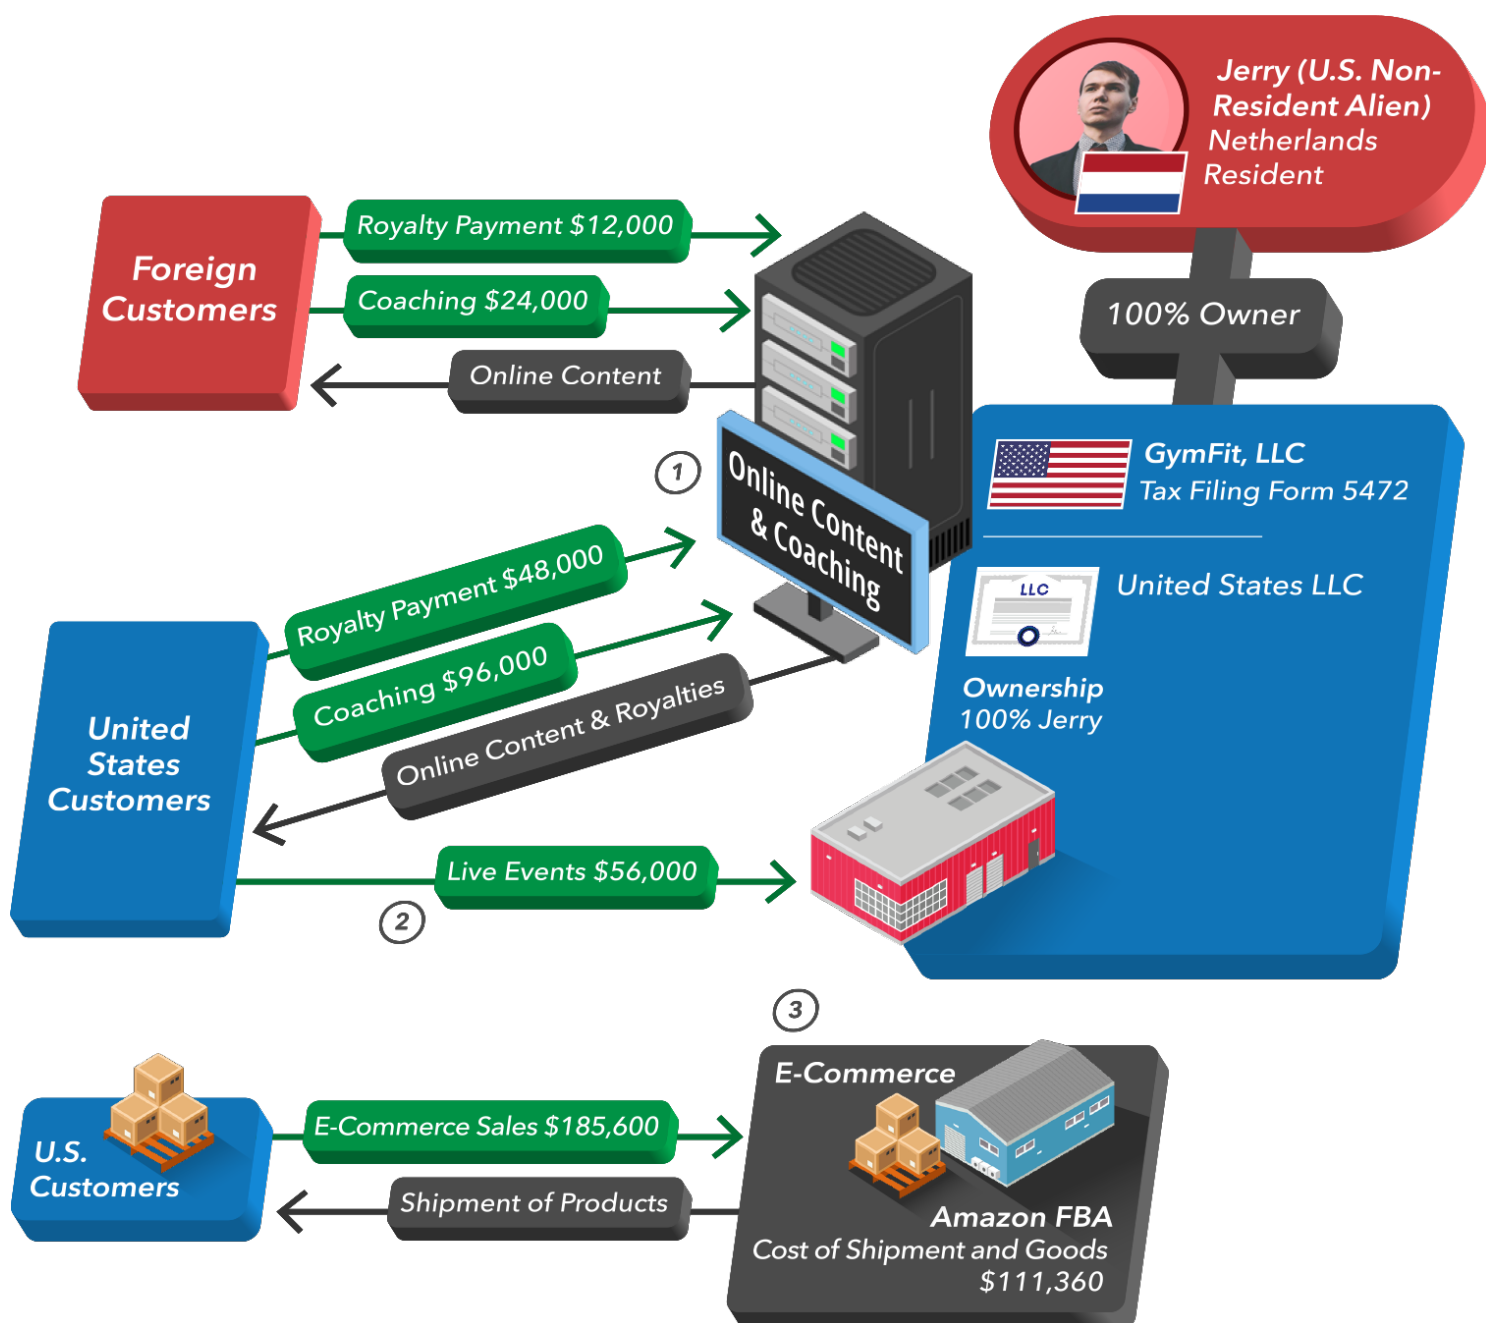 Jerry (U.S. Non-
Resident Alien)
Netherlands
Resident
100% Owner
Foreign
Customers
Royalty Payment $12,000
Coaching $24,000
Online Content
1
Online Content
& Coaching
GymFit, LLC
Tax Filing Form 5472
LLC
United States LLC
Ownership
100% Jerry
United
States
Customers
Royalty Payment $48,000
Coaching $96,000
Online Content & Royalties
Live Events $56,000
2
3
U.S.
Customers
E-Commerce Sales $185,600
Shipment of Products
E-Commerce
Amazon FBA
Cost of Shipment and Goods
$111,360